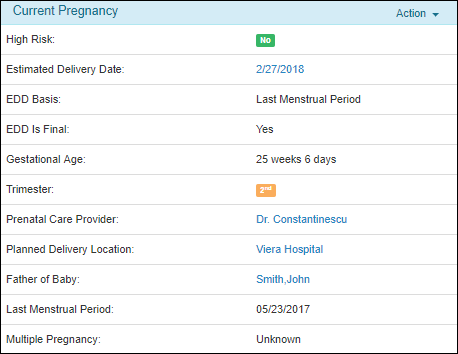 Current Pregnancy Action
High Risk: No
Estimated Delivery Date: 2/27/2018
EDD Basis: Last Menstrual Period
EDD Is Final: Yes
Gestational Age: 25 weeks 6 days
Trimester: 2nd
Prenatal Care Provider: Dr. Constantinescu
Planned Delivery Location: Viera Hospital
Father of Baby: Smith,John
Last Menstrual Period: 05/23/2017
Multiple Pregnancy: Unknown